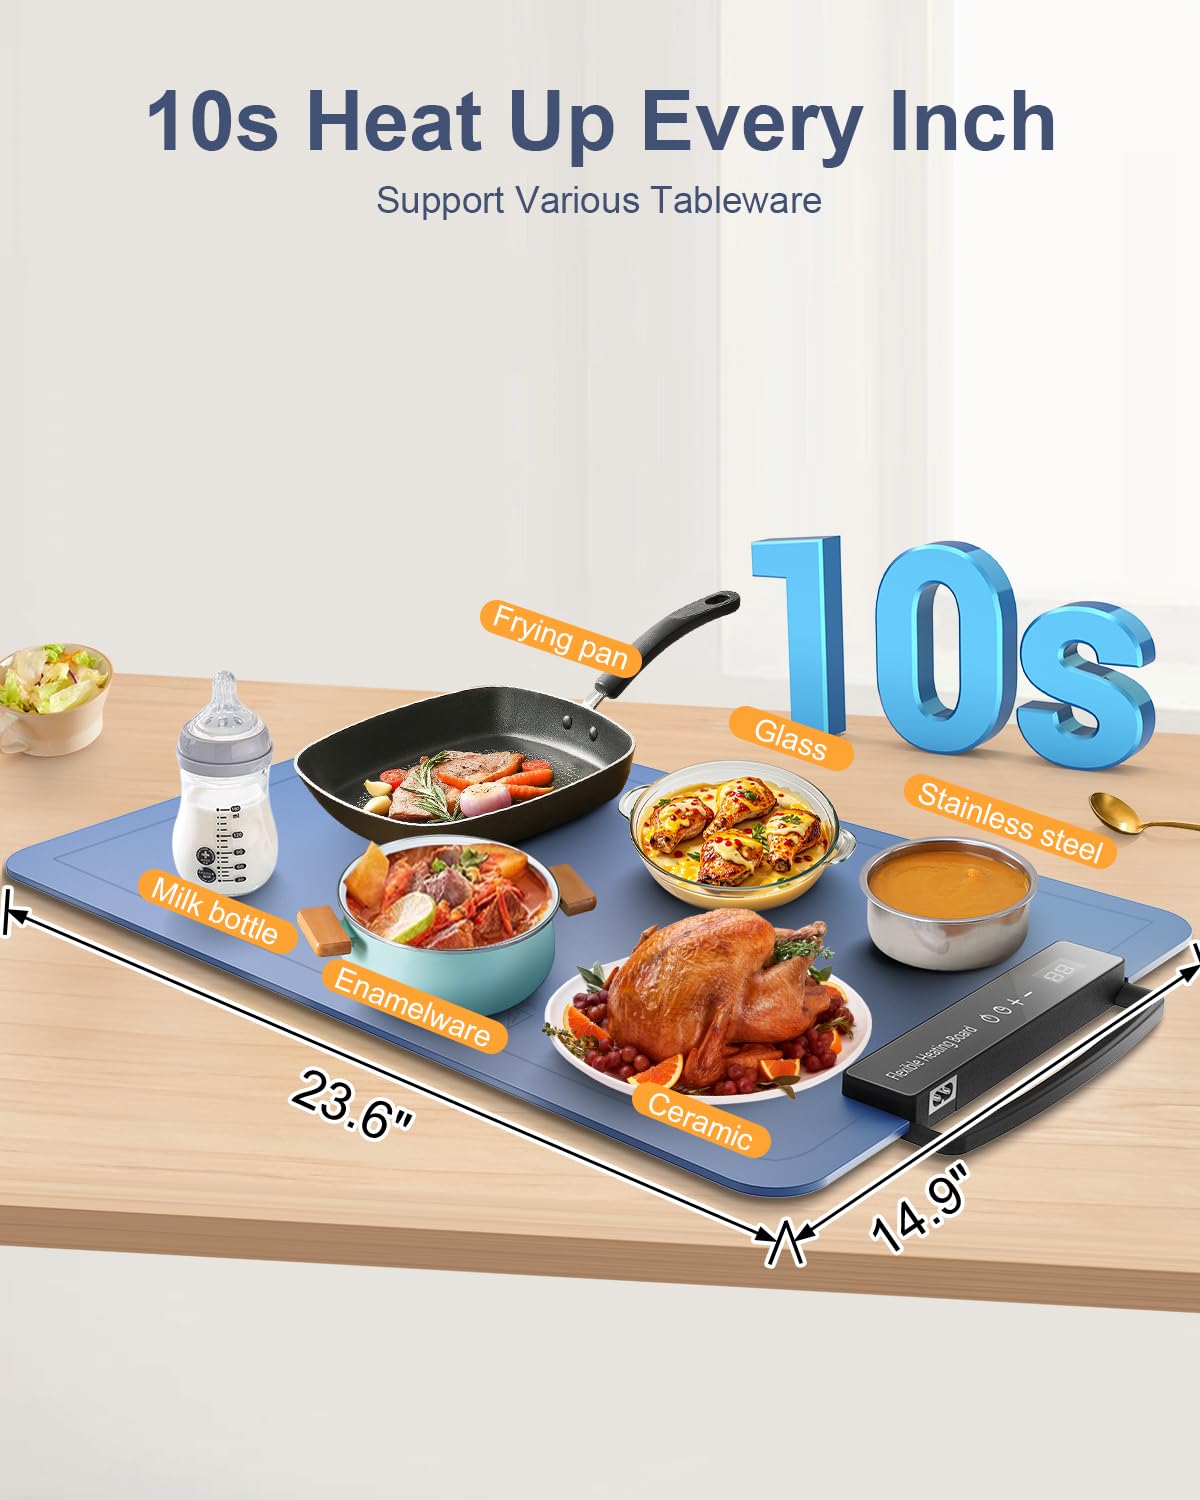 10s Heat Up Every Inch
Support Various Tableware
10s
Frying pan
Glass
Stainless steel
Milk bottle
Enamelware
Ceramic
Flexible Heating Board
88
23.6"
14.9"